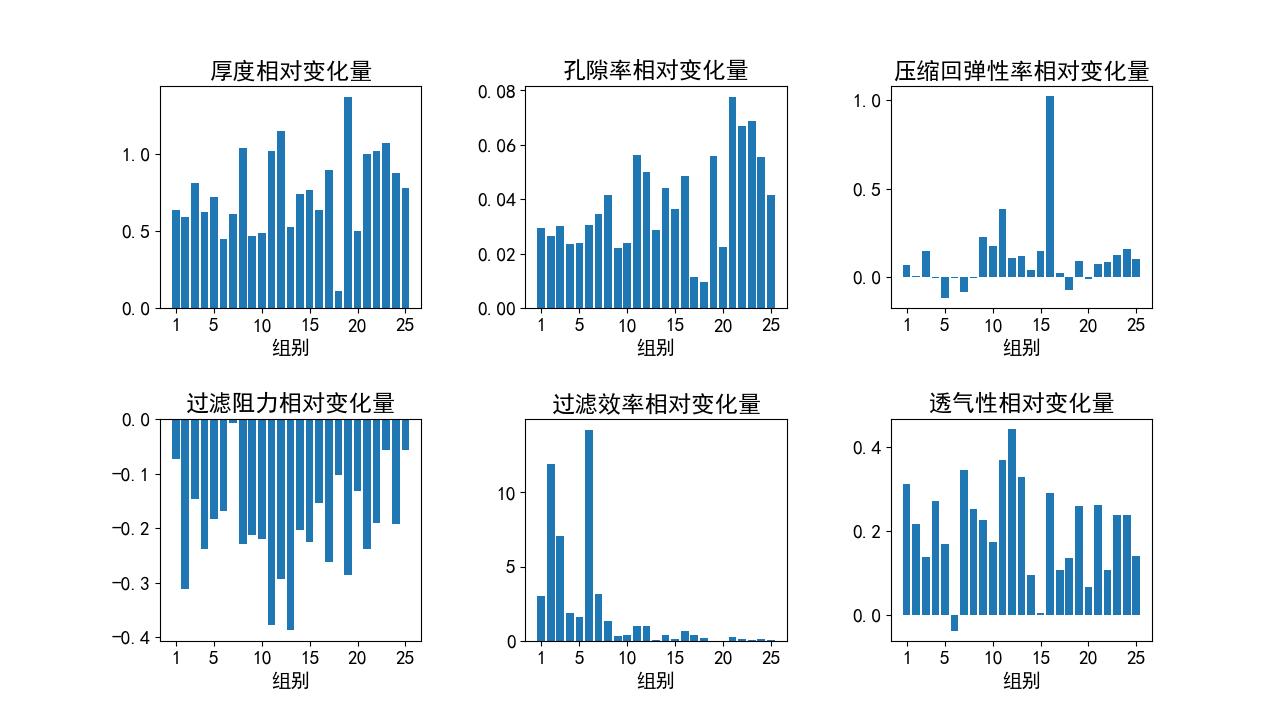 厚度相对变化量
1.0
0.5
0.0
1 5 10 15 20 25
组别
孔隙率相对变化量
0.08
0.06
0.04
0.02
0.00
1 5 10 15 20 25
组别
压缩回弹性率相对变化量
1.0
0.5
0.0
1 5 10 15 20 25
组别
过滤阻力相对变化量
0.0
−0.1
−0.2
−0.3
−0.4
1 5 10 15 20 25
组别
过滤效率相对变化量
10
5
0
1 5 10 15 20 25
组别
透气性相对变化量
0.4
0.2
0.0
1 5 10 15 20 25
组别